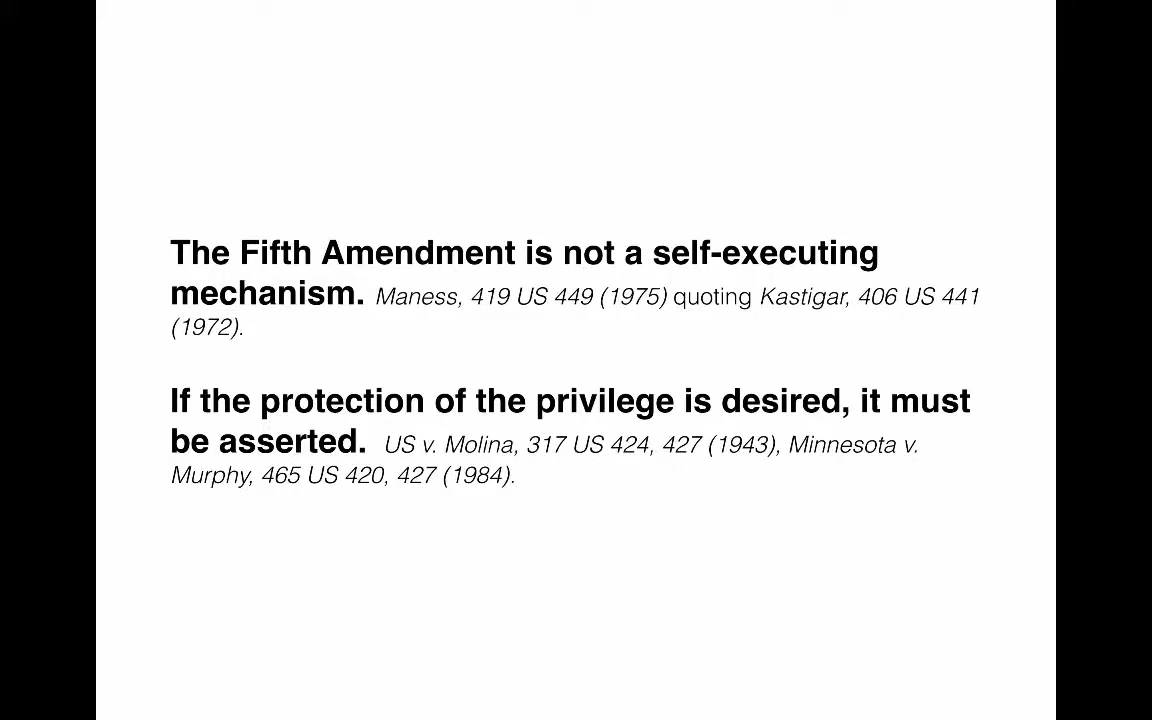 The Fifth Amendment is not a self-executing
mechanism. Maness, 419 US 449 (1975) quoting Kastigar, 406 US 441
(1972).
If the protection of the privilege is desired, it must
be asserted. US v. Molina, 317 US 424, 427 (1943), Minnesota v.
Murphy, 465 US 420, 427 (1984).